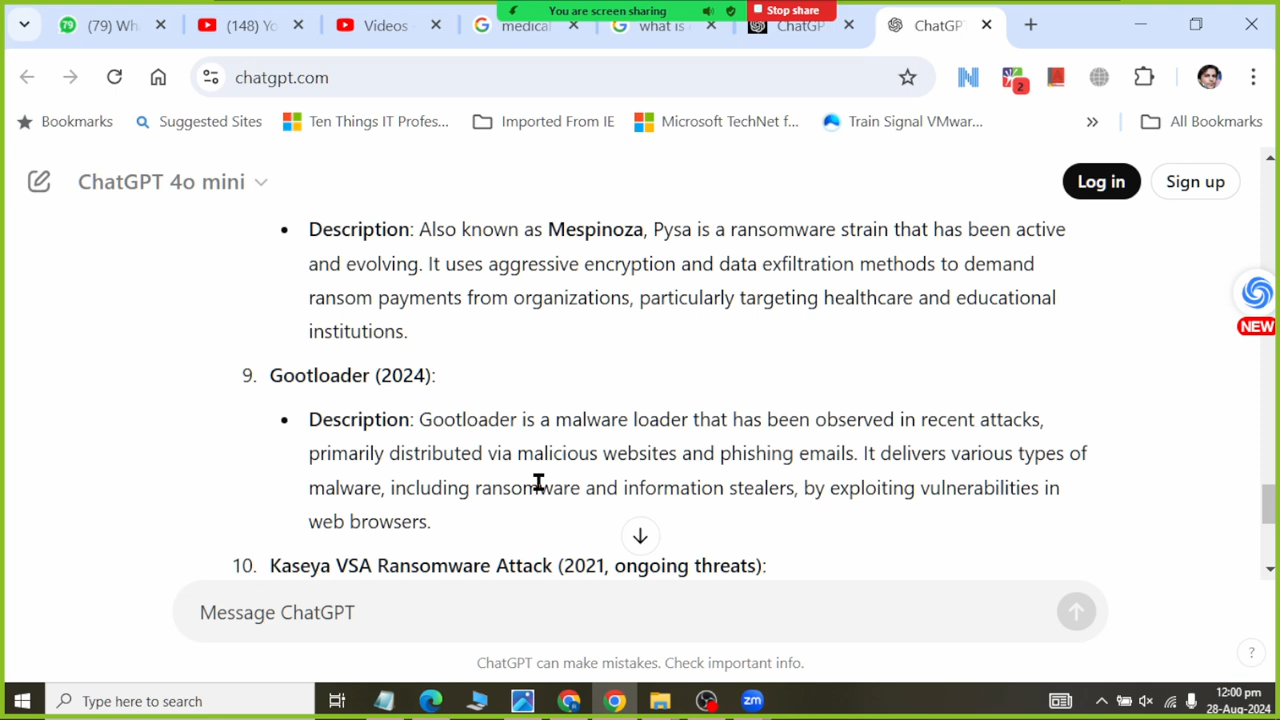 You are screen sharing
Stop share
(79) Wh
(148) Yo
Videos
medical
what is
ChatGP
ChatGP
chatgpt.com
2
Bookmarks
Suggested Sites
Ten Things IT Profes...
Imported From IE
Microsoft TechNet f...
Train Signal VMwar...
»
All Bookmarks
ChatGPT 4o mini
Log in
Sign up
• Description: Also known as Mespinoza, Pysa is a ransomware strain that has been active
and evolving. It uses aggressive encryption and data exfiltration methods to demand
ransom payments from organizations, particularly targeting healthcare and educational
institutions.
NEW
9. Gootloader (2024):
• Description: Gootloader is a malware loader that has been observed in recent attacks,
primarily distributed via malicious websites and phishing emails. It delivers various types of
malware, including ransomware and information stealers, by exploiting vulnerabilities in
web browsers.
10. Kaseya VSA Ransomware Attack (2021, ongoing threats):
Message ChatGPT
ChatGPT can make mistakes. Check important info.
?
Type here to search
zm
12:00 pm
28-Aug-2024